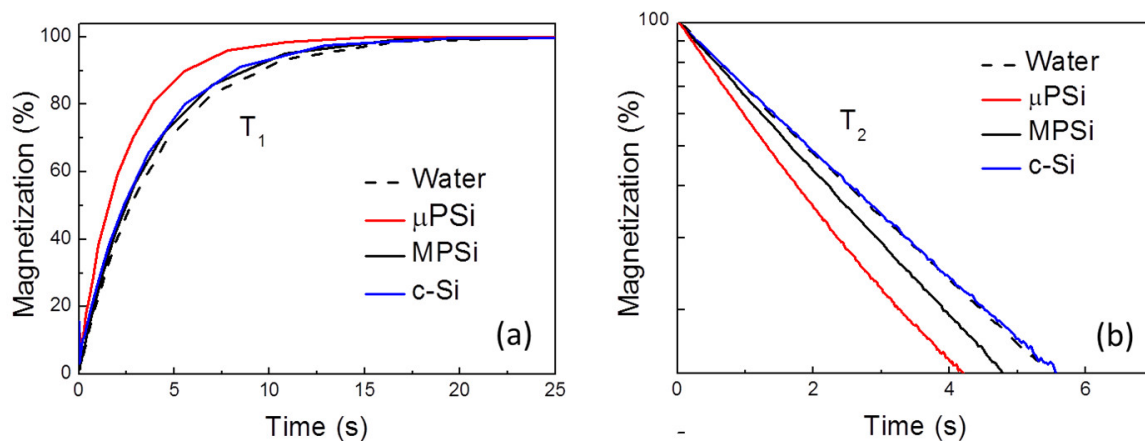 100
80
60
40
20
0
Magnetization (%)
T1
Water
μPSi
MPSi
c-Si
(a)
0 5 10 15 20 25
Time (s)
100
Magnetization (%)
T2
Water
μPSi
MPSi
c-Si
(b)
0 2 4 6
Time (s)